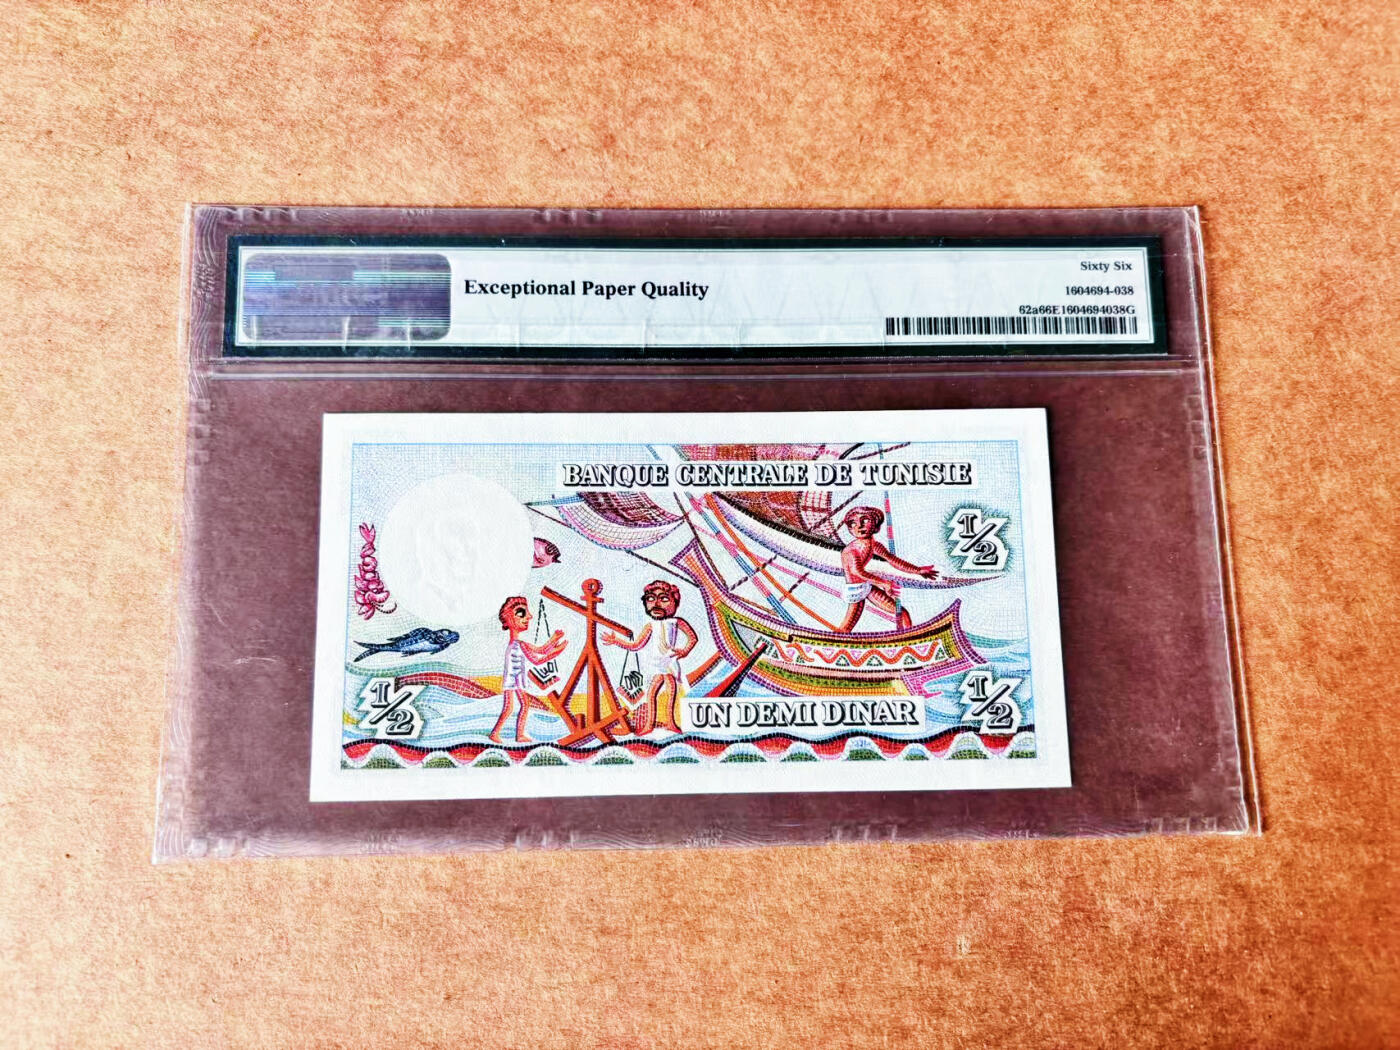 Sixty Six
Exceptional Paper Quality
1604694-038
62a66E1604694038G
BANQUE CENTRALE DE TUNISIE
1/2
1/2
1/2
UN DEMI DINAR